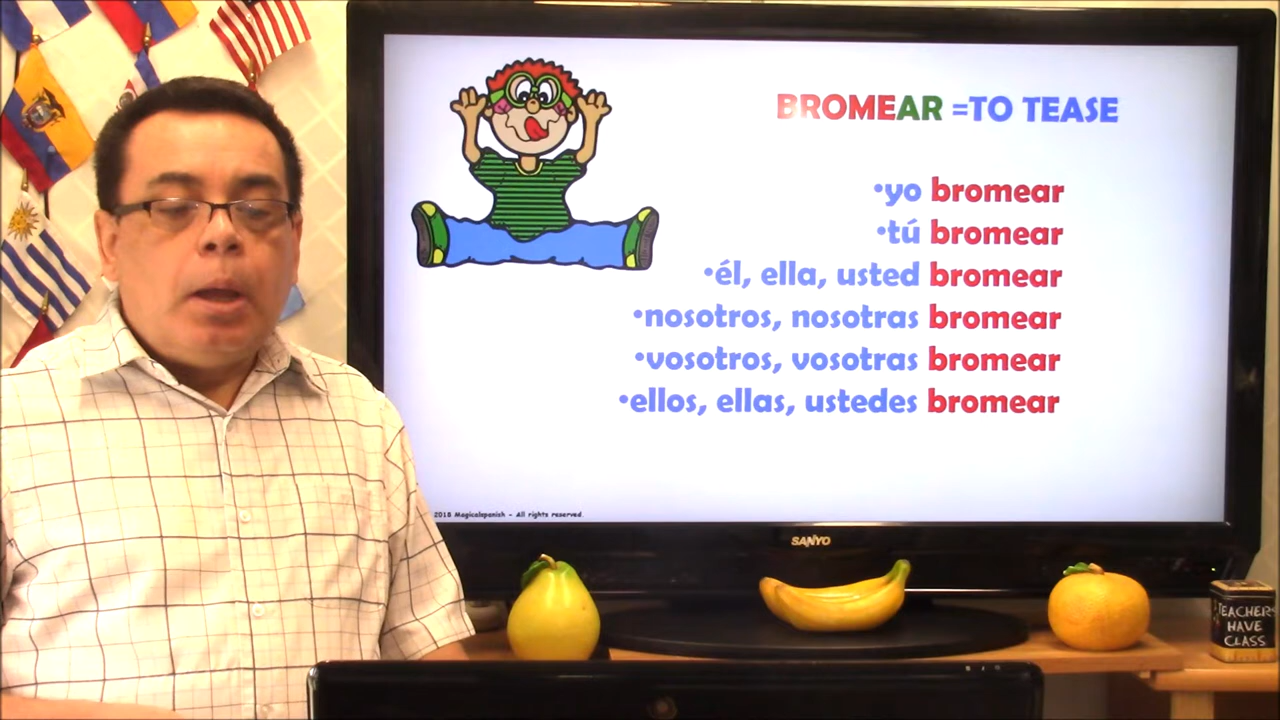 BROMEAR =TO TEASE
•yo bromear
•tú bromear
•él, ella, usted bromear
•nosotros, nosotras bromear
•vosotros, vosotras bromear
•ellos, ellas, ustedes bromear
2018 Magicalspanish - All rights reserved.
SANYO
TEACHERS
HAVE
CLASS